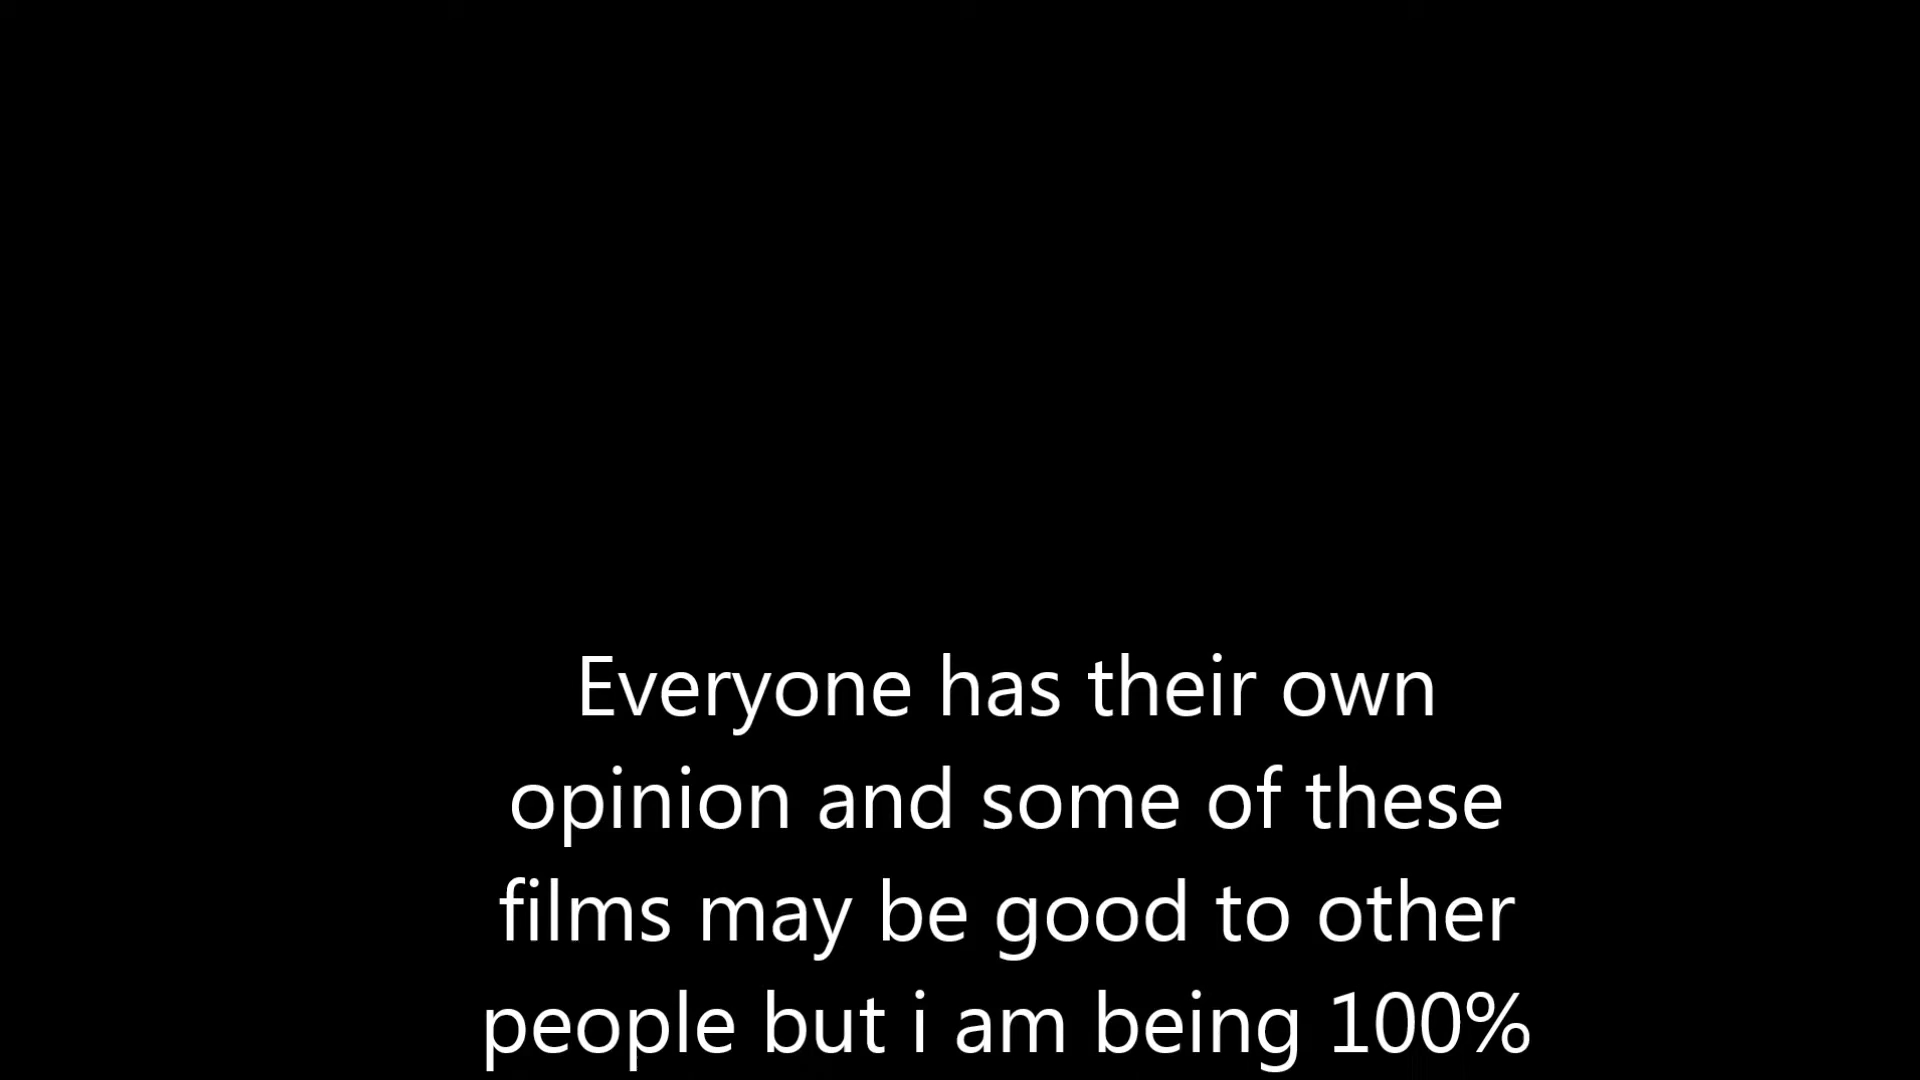 Everyone has their own
opinion and some of these
films may be good to other
people but i am being 100%